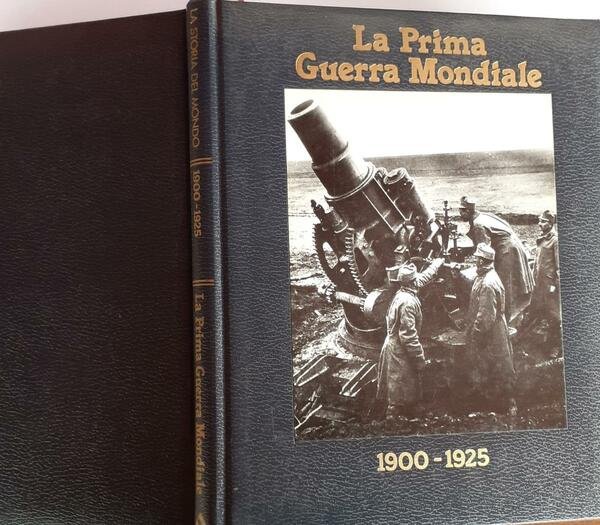 La Prima
Guerra Mondiale
1900-1925
LA STORIA DEL MONDO
1900-1925
La Prima Guerra Mondiale